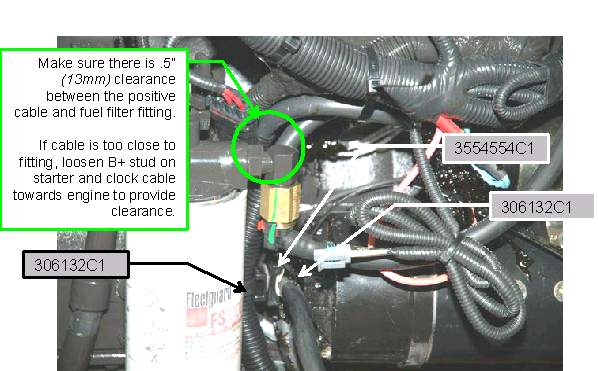 Make sure there is .5"
(13mm) clearance
between the positive
cable and fuel filter fitting.
If cable is too close to
fitting, loosen B+ stud on
starter and clock cable
towards engine to provide
clearance.
3554554C1
306132C1
306132C1
Fleetguard
FS